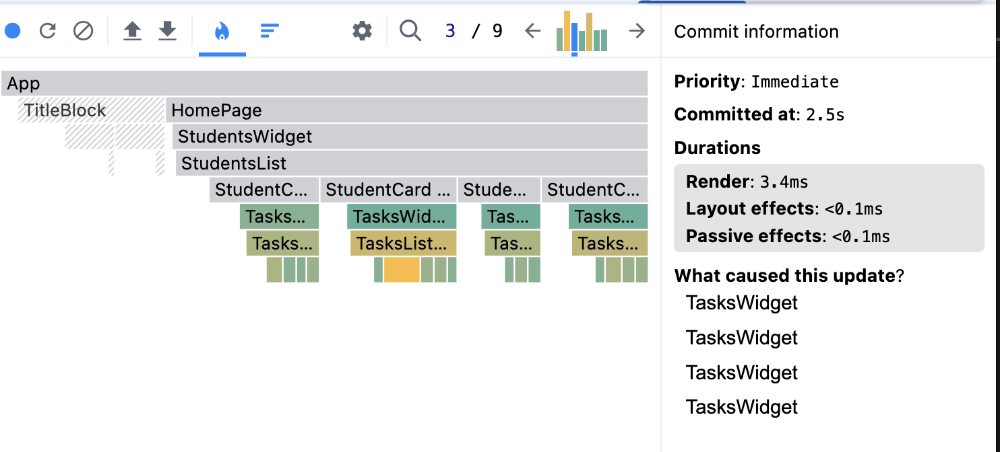 3 / 9
Commit information
App
TitleBlock
HomePage
StudentsWidget
StudentsList
StudentC...
StudentCard ...
Stude...
StudentC...
Tasks...
TasksWid...
Tas...
Tasks...
Tasks...
TasksList...
Tas...
Tasks...
Priority: Immediate
Committed at: 2.5s
Durations
Render: 3.4ms
Layout effects: <0.1ms
Passive effects: <0.1ms
What caused this update?
TasksWidget
TasksWidget
TasksWidget
TasksWidget